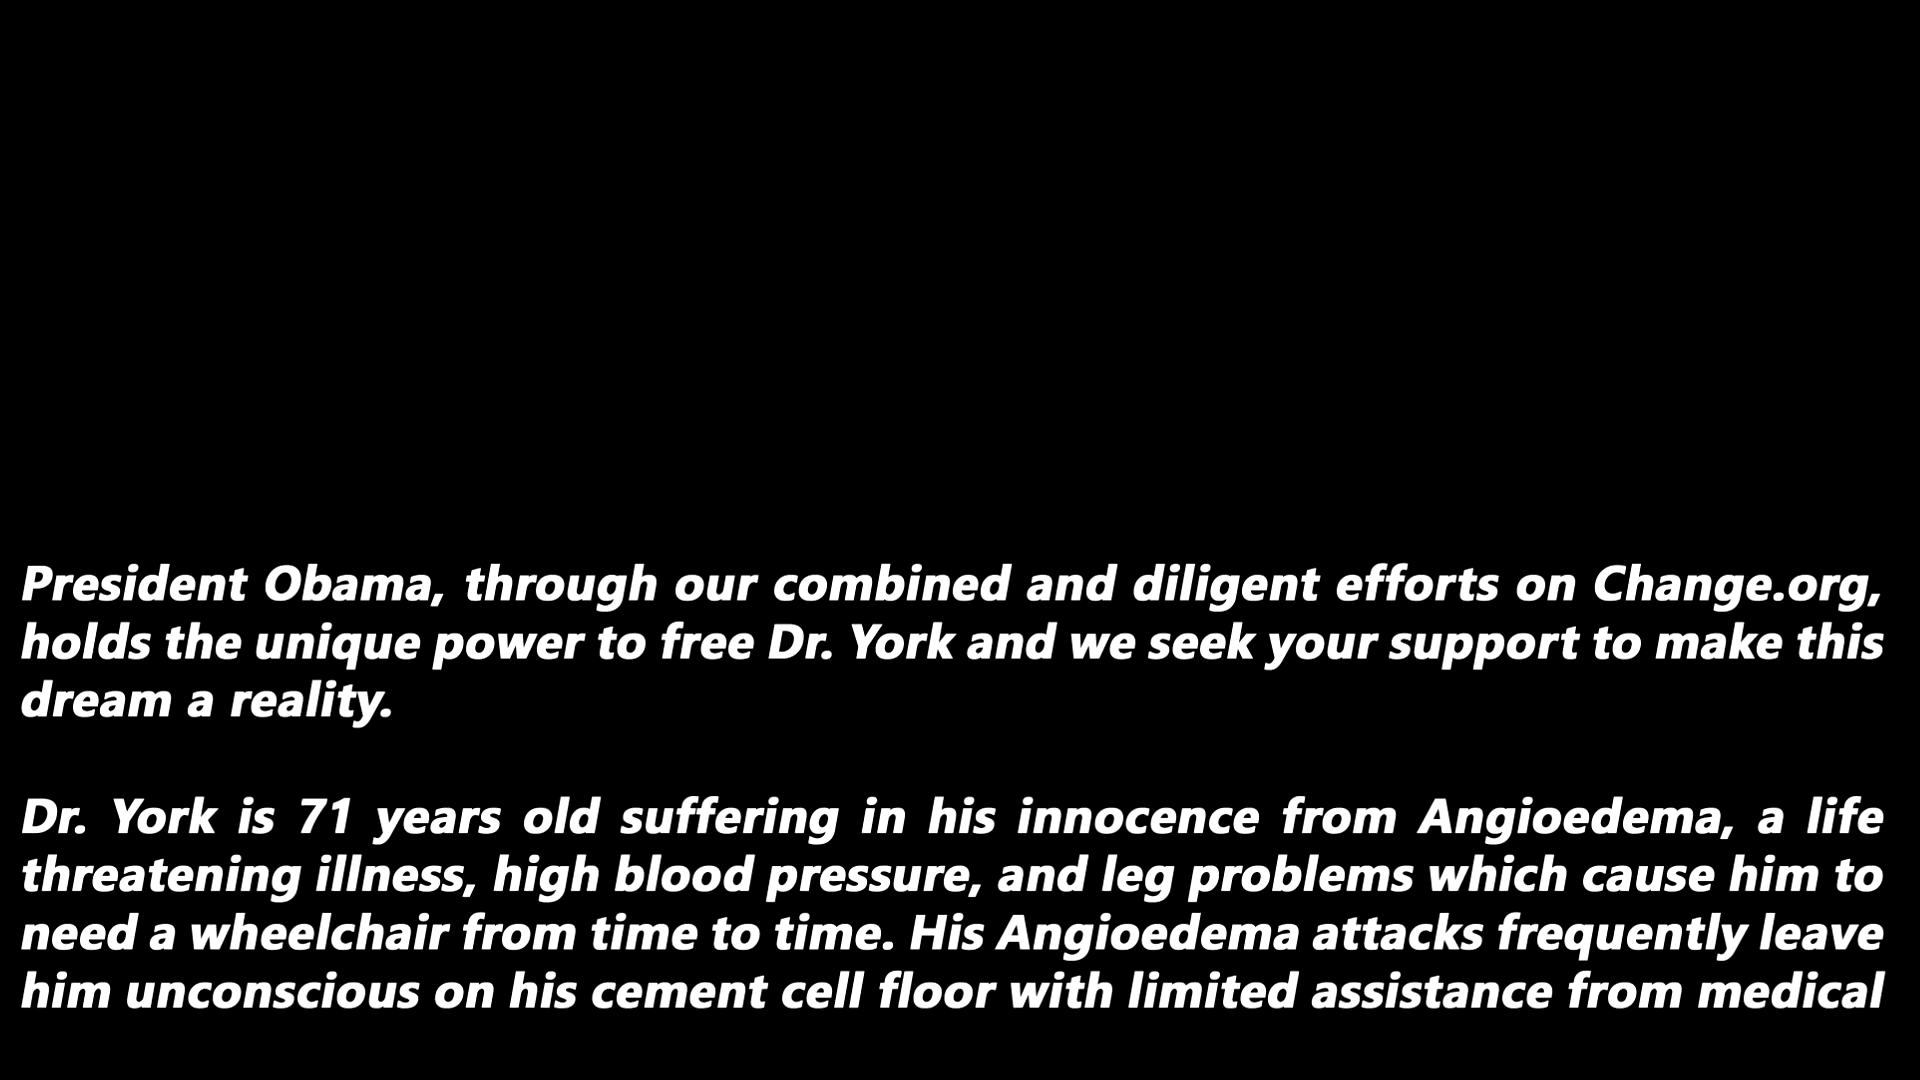 President Obama, through our combined and diligent efforts on Change.org,
holds the unique power to free Dr. York and we seek your support to make this
dream a reality.
Dr. York is 71 years old suffering in his innocence from Angioedema, a life
threatening illness, high blood pressure, and leg problems which cause him to
need a wheelchair from time to time. His Angioedema attacks frequently leave
him unconscious on his cement cell floor with limited assistance from medical